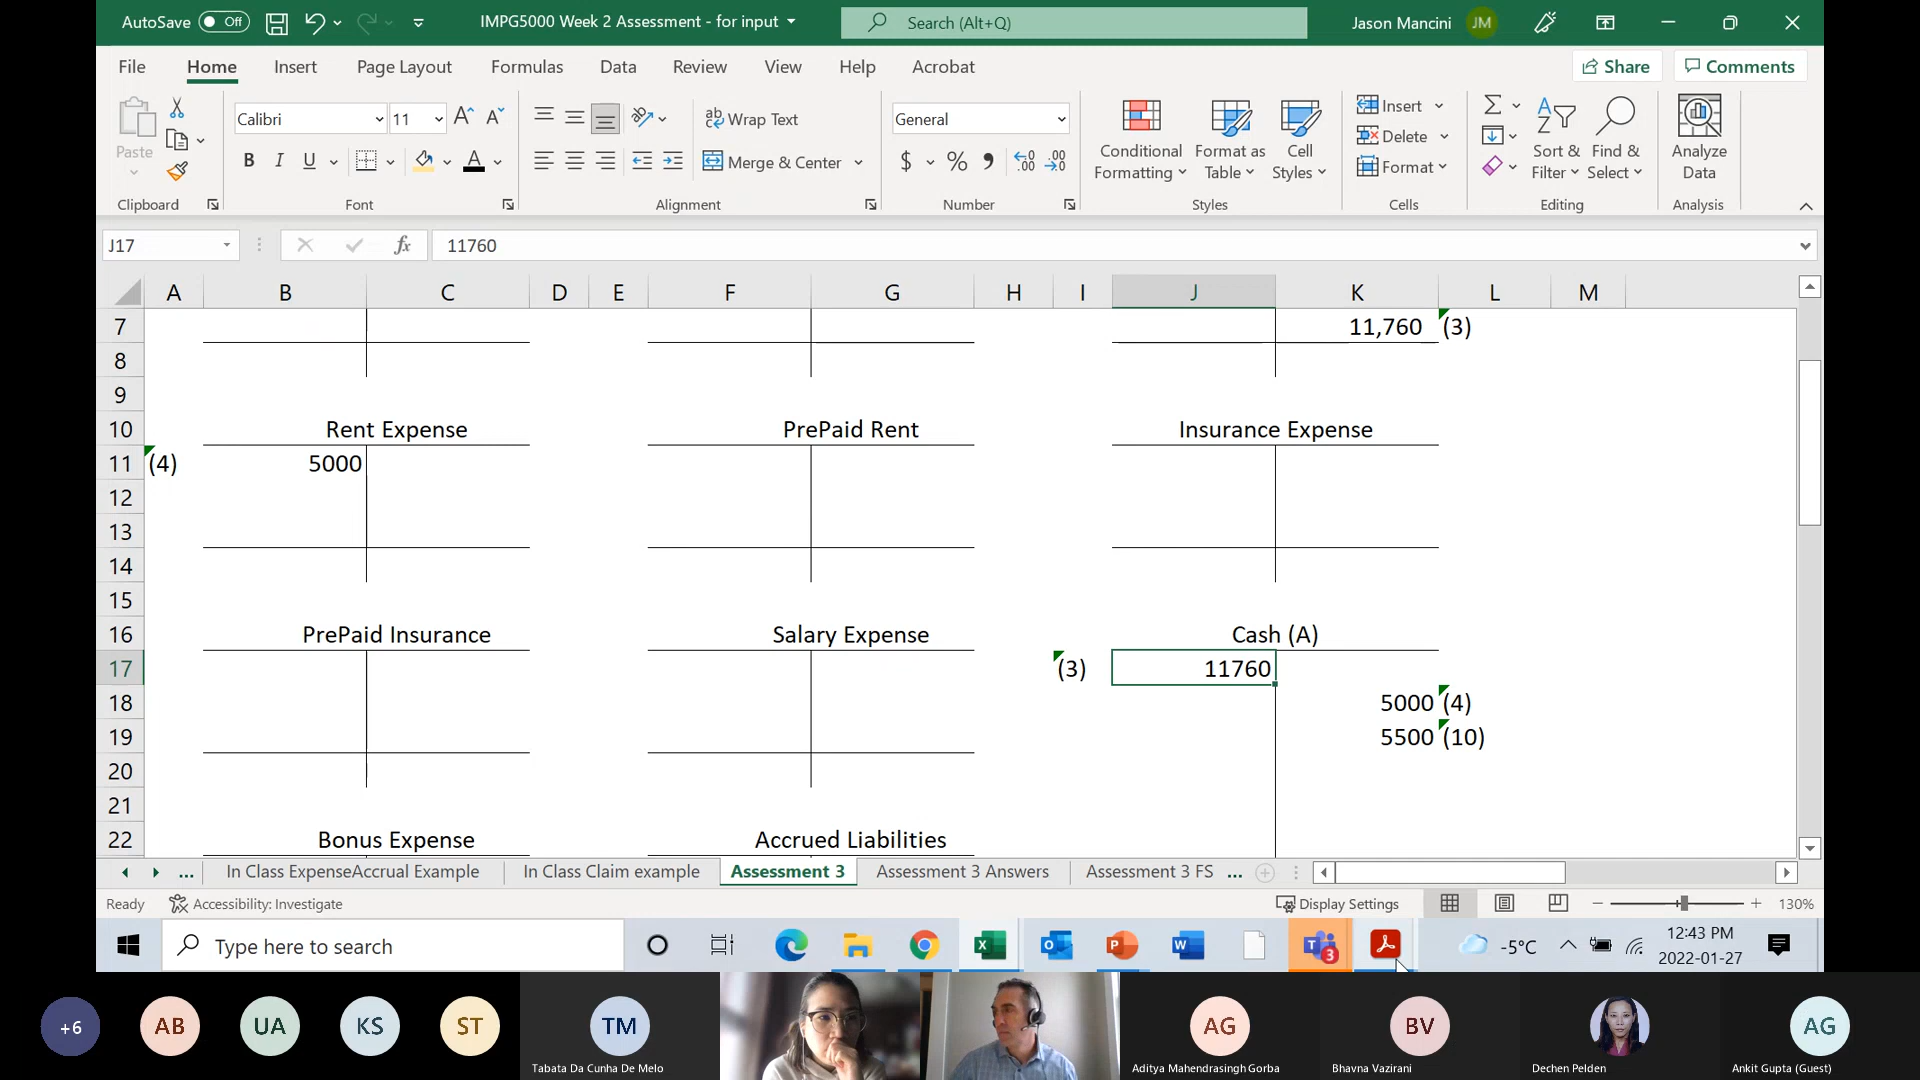 AutoSave Off IMPG5000 Week 2 Assessment - for input Search (Alt+Q) Jason Mancini JM
File Home Insert Page Layout Formulas Data Review View Help Acrobat Share Comments
Paste Calibri 11 A^ Aˇ Wrap Text General Conditional Formatting Format as Table Cell Styles Insert Delete Format Sort & Filter Find & Select Analyze Data
B I U A Merge & Center $ % ,
Clipboard Font Alignment Number Styles Cells Editing Analysis
J17 fx 11760
A B C D E F G H I J K L M
7 11,760 (3)
8
9
10 Rent Expense PrePaid Rent Insurance Expense
11 (4) 5000
12
13
14
15
16 PrePaid Insurance Salary Expense Cash (A)
17 (3) 11760
18 5000 (4)
19 5500 (10)
20
21
22 Bonus Expense Accrued Liabilities
... In Class ExpenseAccrual Example In Class Claim example Assessment 3 Assessment 3 Answers Assessment 3 FS ...
Ready Accessibility: Investigate Display Settings 130%
Type here to search 3 -5°C 12:43 PM
2022-01-27
+6 AB UA KS ST TM AG BV AG
Tabata Da Cunha De Melo Aditya Mahendrasingh Gorba Bhavna Vazirani Dechen Pelden Ankit Gupta (Guest)